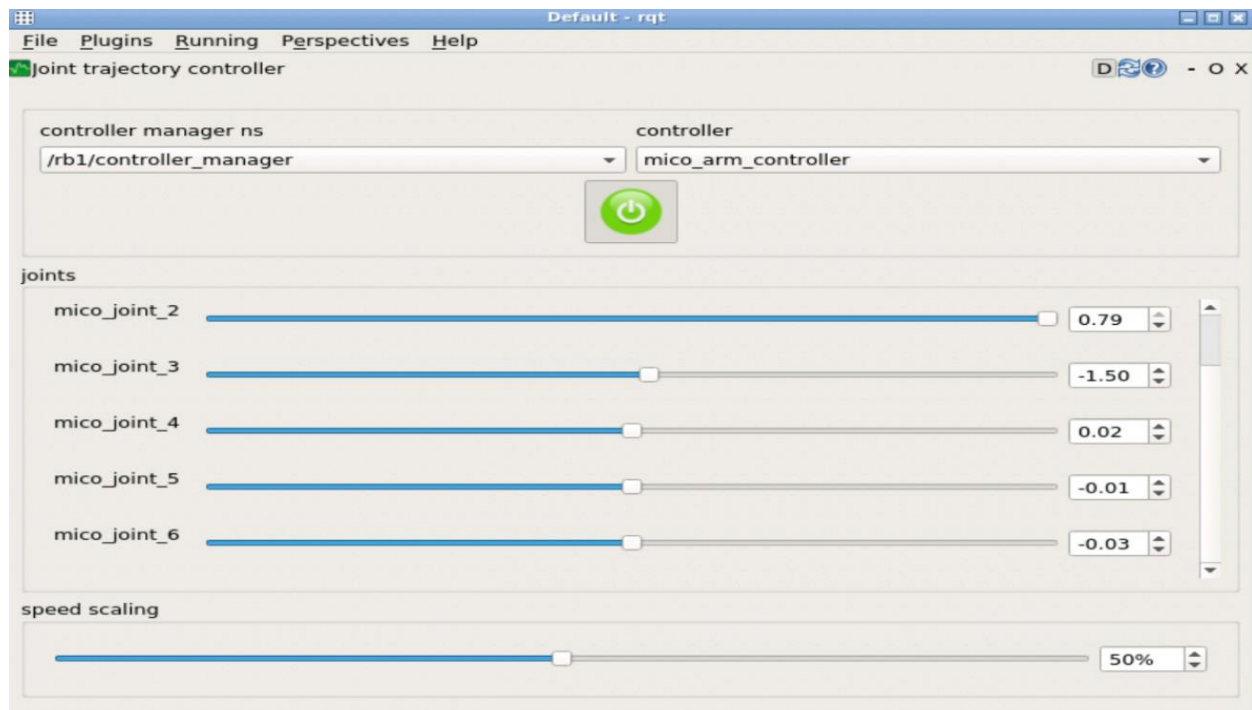 Default - rqt
File Plugins Running Perspectives Help
Joint trajectory controller D - O X
controller manager ns controller
/rb1/controller_manager mico_arm_controller
joints
mico_joint_2 0.79
mico_joint_3 -1.50
mico_joint_4 0.02
mico_joint_5 -0.01
mico_joint_6 -0.03
speed scaling
50%